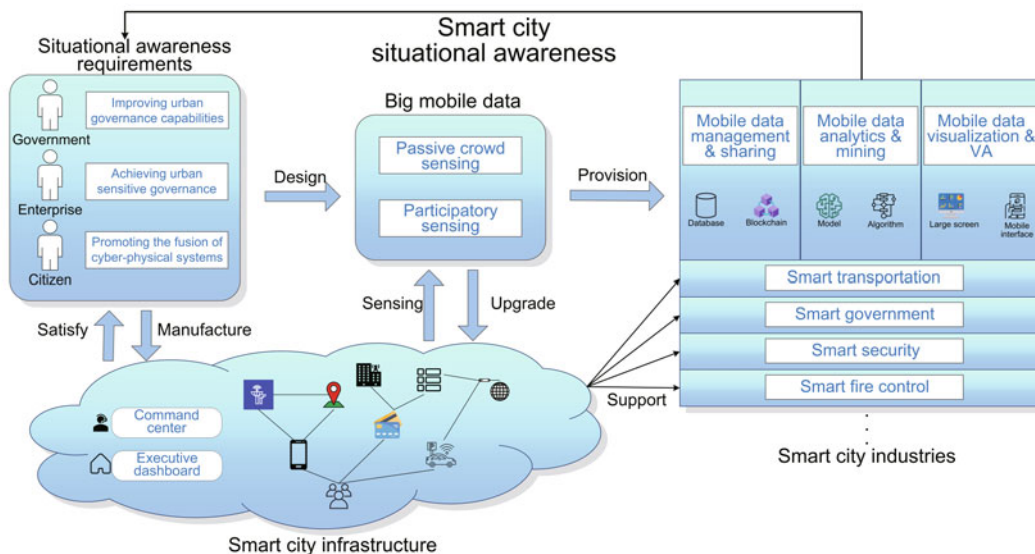 Smart city
situational awareness
Situational awareness
requirements
Government
Improving urban
governance capabilities
Enterprise
Achieving urban
sensitive governance
Citizen
Promoting the fusion of
cyber-physical systems
Design
Big mobile data
Passive crowd
sensing
Participatory
sensing
Provision
Mobile data
management
& sharing
Mobile data
analytics &
mining
Mobile data
visualization &
VA
Database
Blockchain
Model
Algorithm
Large screen
Mobile
interface
Smart transportation
Smart government
Smart security
Smart fire control
Smart city industries
Satisfy
Manufacture
Sensing
Upgrade
Support
Command
center
Executive
dashboard
P
Smart city infrastructure